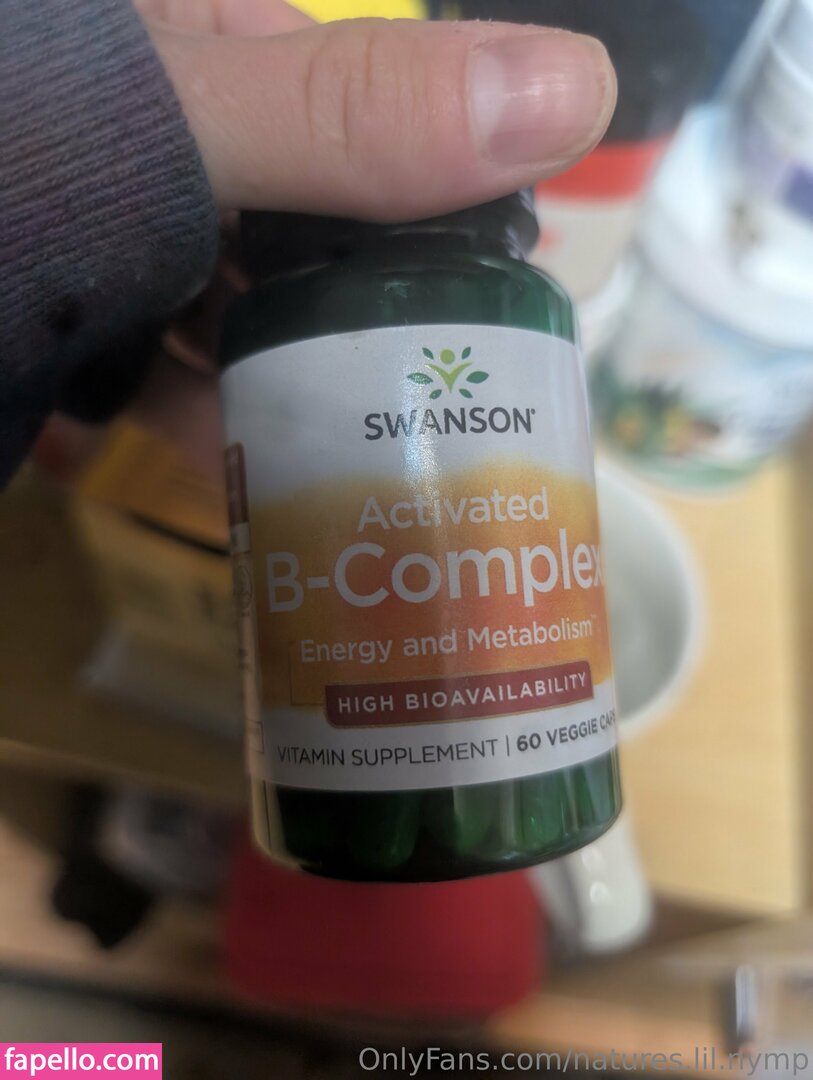 SWANSON
Activated
B-Complex
Energy and Metabolism™
HIGH BIOAVAILABILITY
VITAMIN SUPPLEMENT | 60 VEGGIE CAPS
fapello.com
OnlyFans.com/natures.lil.nymp